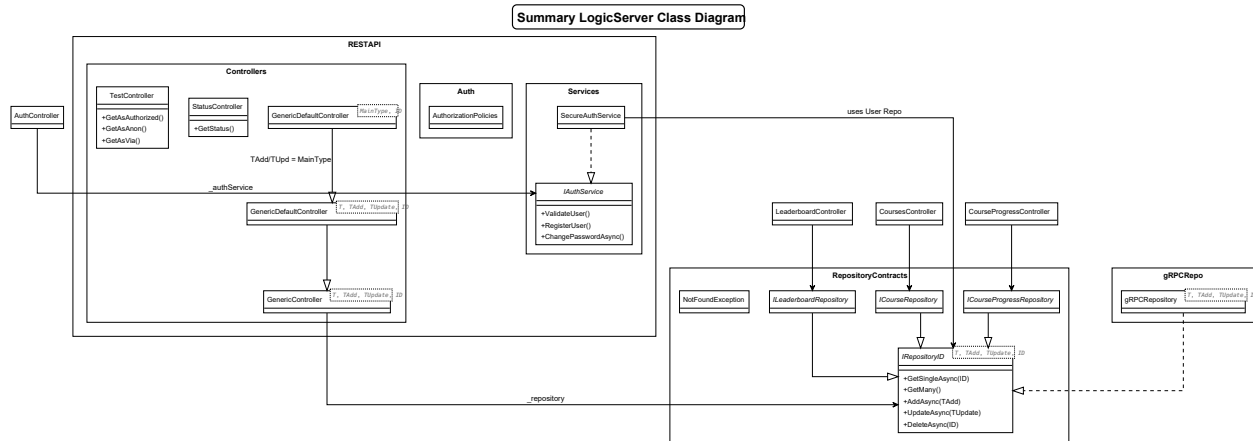 Summary LogicServer Class Diagram
RESTAPI
Controllers
TestController
+GetAsAuthorized()
+GetAsAnon()
+GetAsVia()
StatusController
+GetStatus()
MainType, ID
GenericDefaultController
Auth
AuthorizationPolicies
Services
SecureAuthService
uses User Repo
AuthController
TAdd/TUpd = MainType
_authService
IAuthService
+ValidateUser()
+RegisterUser()
+ChangePasswordAsync()
T, TAdd, TUpdate, ID
GenericDefaultController
LeaderboardController
CoursesController
CourseProgressController
T, TAdd, TUpdate, ID
GenericController
RepositoryContracts
NotFoundException
ILeaderboardRepository
ICourseRepository
ICourseProgressRepository
gRPCRepo
T, TAdd, TUpdate, I
gRPCRepository
T, TAdd, TUpdate, ID
IRepositoryID
+GetSingleAsync(ID)
+GetMany()
+AddAsync(TAdd)
+UpdateAsync(TUpdate)
+DeleteAsync(ID)
_repository